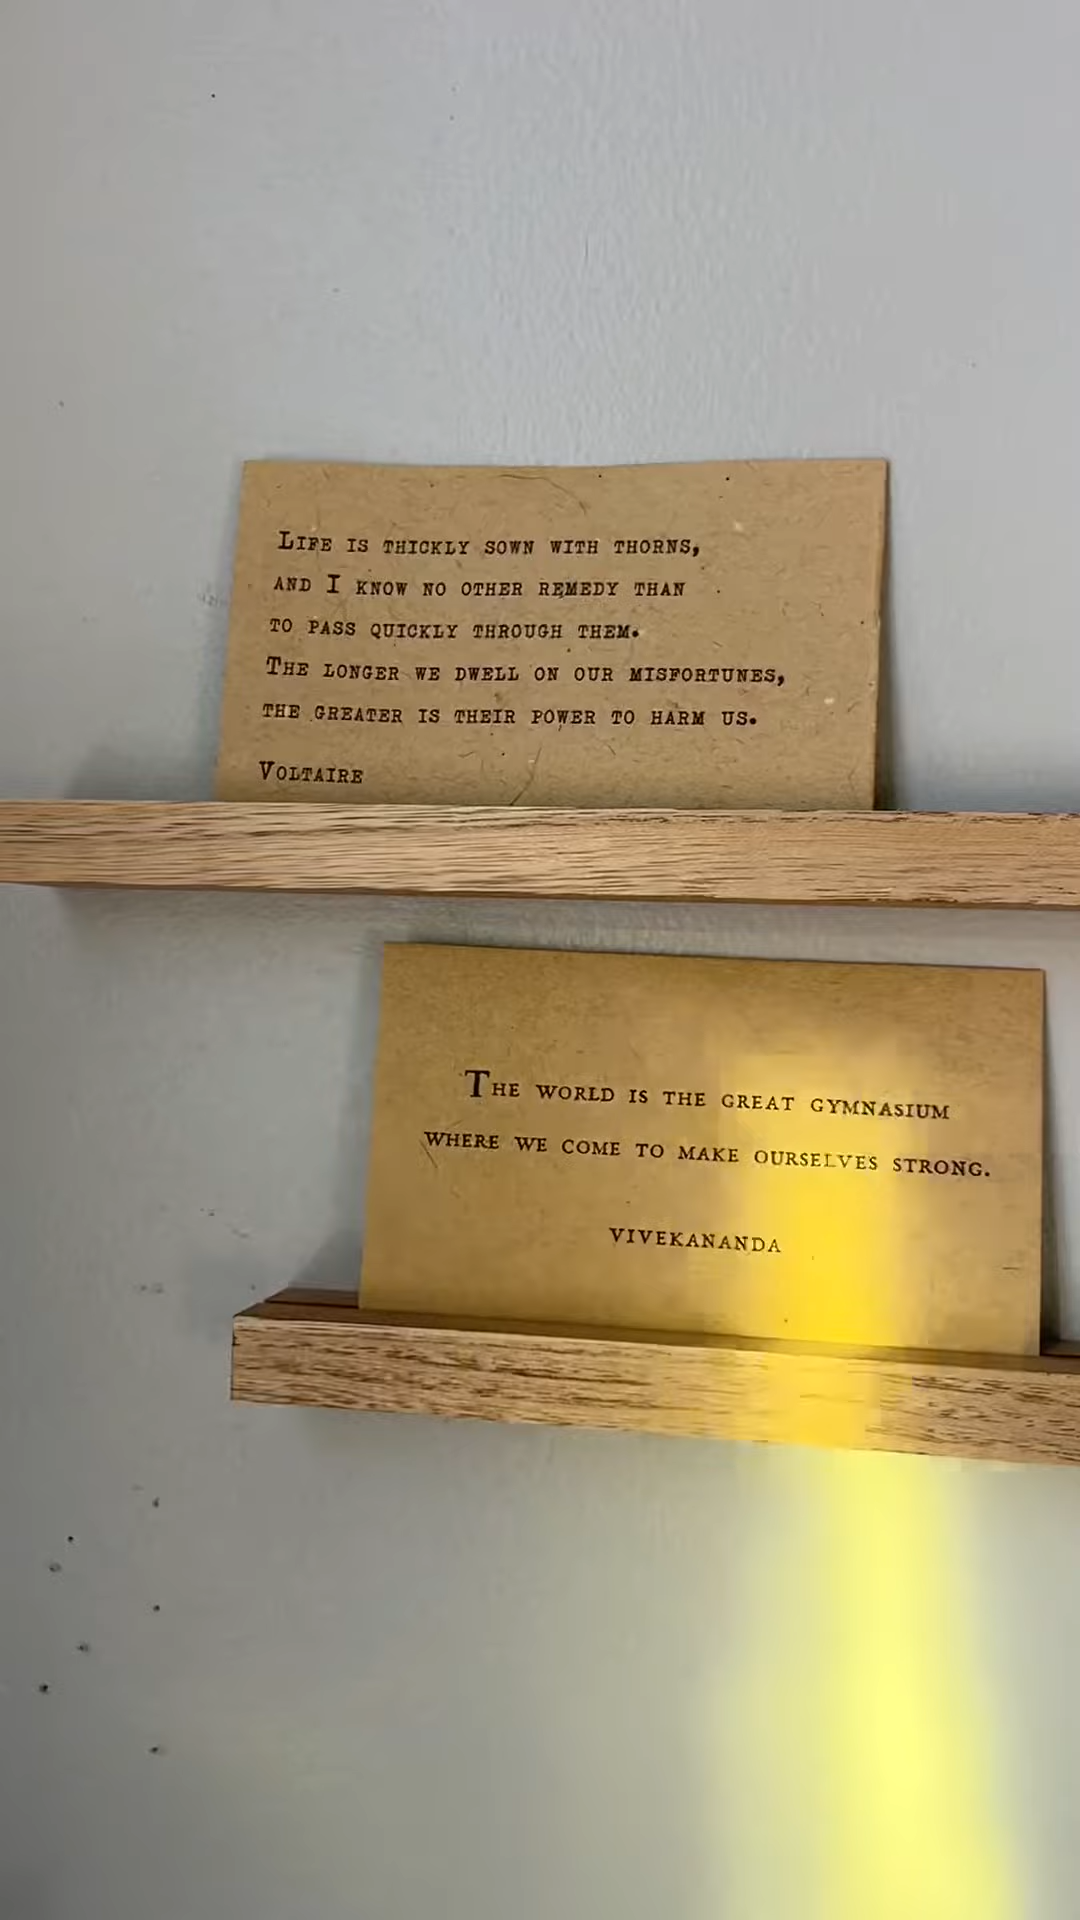 Life is thickly sown with thorns,
and I know no other remedy than
to pass quickly through them.
The longer we dwell on our misfortunes,
the greater is their power to harm us.
Voltaire
The world is the great gymnasium
where we come to make ourselves strong.
vivekananda